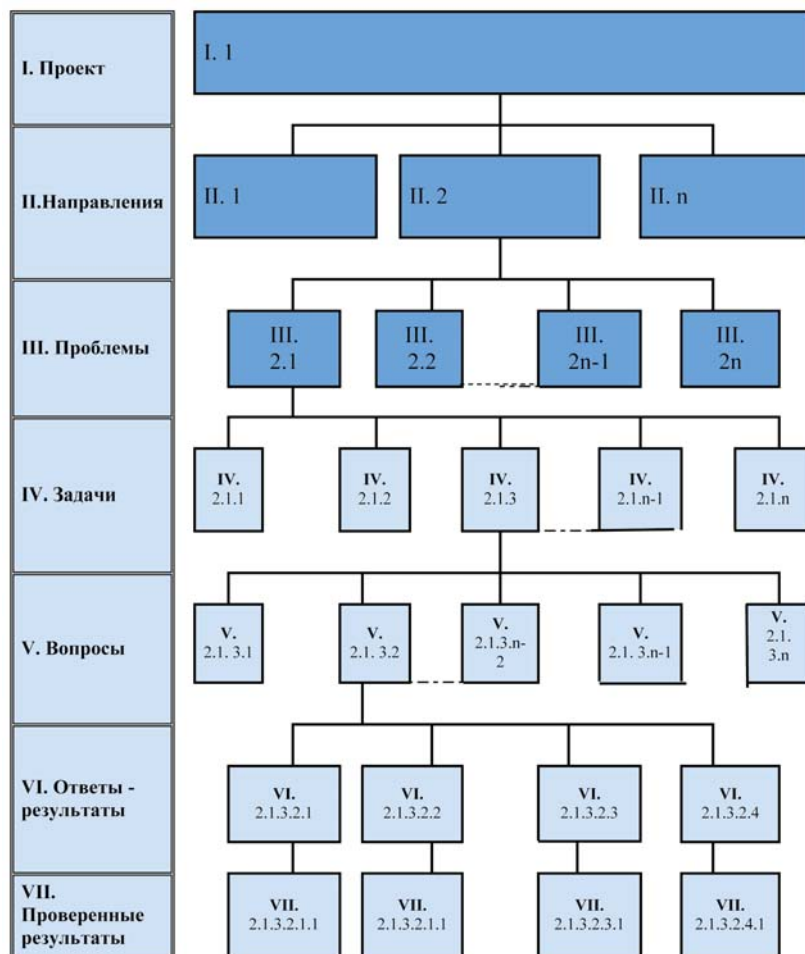 I. Проект
I. 1
II.Направления
II. 1
II. 2
II. n
III. Проблемы
III.
2.1
III.
2.2
III.
2n-1
III.
2n
IV. Задачи
IV.
2.1.1
IV.
2.1.2
IV.
2.1.3
IV.
2.1.n-1
IV.
2.1.n
V. Вопросы
V.
2.1. 3.1
V.
2.1. 3.2
V.
2.1.3.n-
2
V.
2.1. 3.n-1
V.
2.1.
3.n
VI. Ответы -
результаты
VI.
2.1.3.2.1
VI.
2.1.3.2.2
VI.
2.1.3.2.3
VI.
2.1.3.2.4
VII.
Проверенные
результаты
VII.
2.1.3.2.1.1
VII.
2.1.3.2.1.1
VII.
2.1.3.2.3.1
VII.
2.1.3.2.4.1